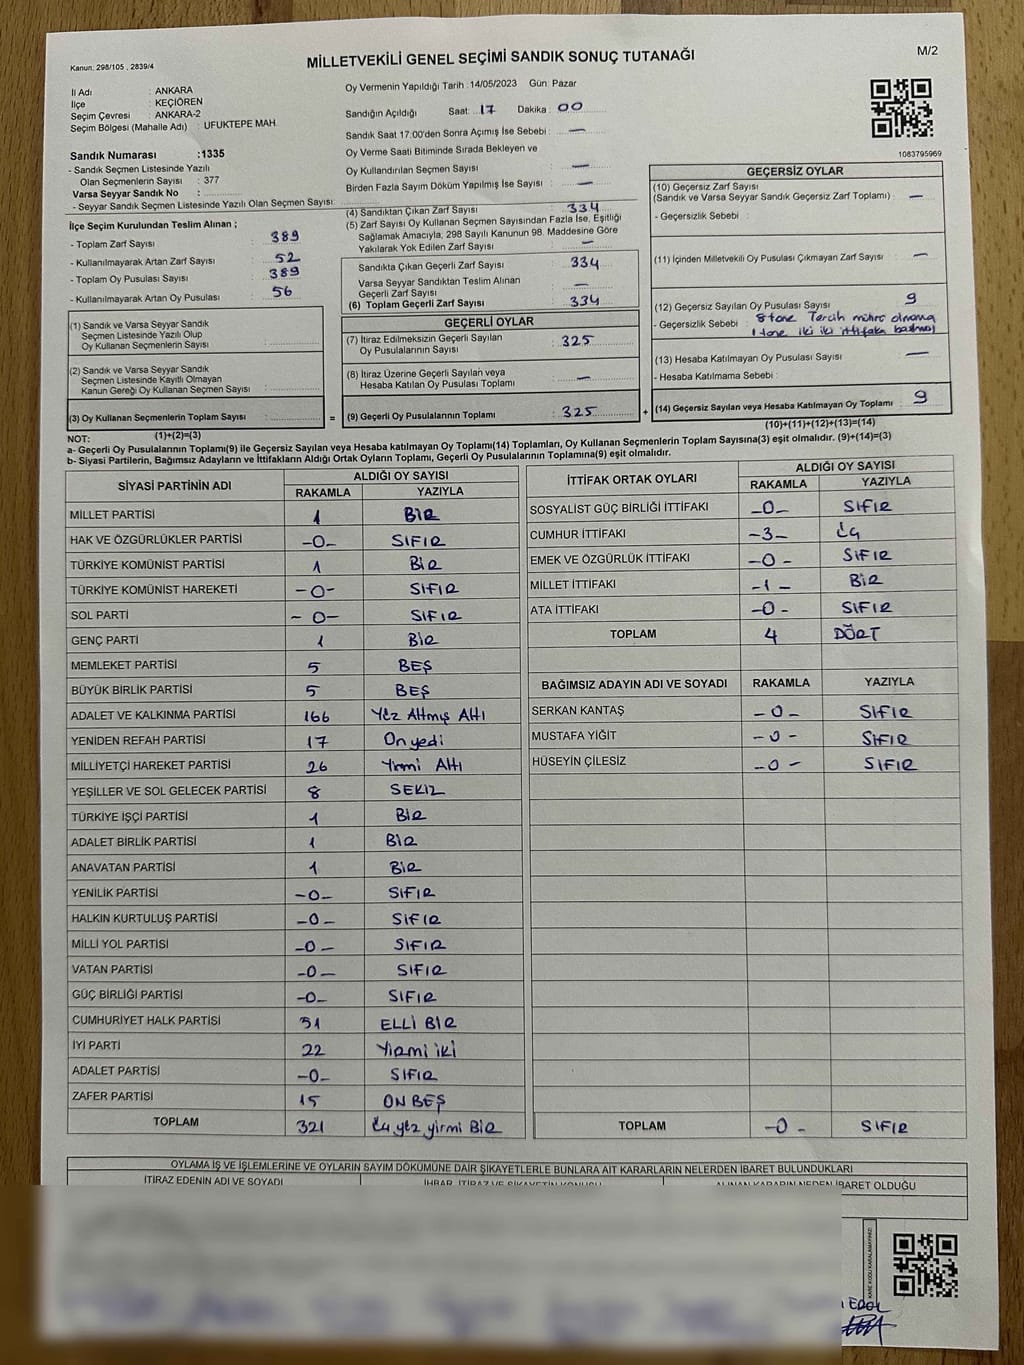 Kanun: 298/105 , 2839/4
MİLLETVEKİLİ GENEL SEÇİMİ SANDIK SONUÇ TUTANAĞI
M/2
İl Adı : ANKARA
İlçe : KEÇİÖREN
Seçim Çevresi : ANKARA-2
Seçim Bölgesi (Mahalle Adı) : UFUKTEPE MAH.
Sandık Numarası :1335
- Sandık Seçmen Listesinde Yazılı
Olan Seçmenlerin Sayısı : 377
Varsa Seyyar Sandık No :
- Seyyar Sandık Seçmen Listesinde Yazılı Olan Seçmen Sayısı:
Oy Vermenin Yapıldığı Tarih :14/05/2023 Gün: Pazar
Sandığın Açıldığı Saat: 17 Dakika : 00
Sandık Saat 17.00'den Sonra Açımış İse Sebebi : —
Oy Verme Saati Bitiminde Sırada Bekleyen ve
Oy Kullandırılan Seçmen Sayısı : —
Birden Fazla Sayım Döküm Yapılmış İse Sayısı : —
1083795969
İlçe Seçim Kurulundan Teslim Alınan ;
- Toplam Zarf Sayısı : 389
- Kullanılmayarak Artan Zarf Sayısı : 52
- Toplam Oy Pusulası Sayısı : 389
- Kullanılmayarak Artan Oy Pusulası : 56
(4) Sandıktan Çıkan Zarf Sayısı : 334
(5) Zarf Sayısı Oy Kullanan Seçmen Sayısından Fazla İse, Eşitliği
Sağlamak Amacıyla, 298 Sayılı Kanunun 98. Maddesine Göre
Yakılarak Yok Edilen Zarf Sayısı : —
Sandıkta Çıkan Geçerli Zarf Sayısı : 334
Varsa Seyyar Sandıktan Teslim Alınan
Geçerli Zarf Sayısı : —
(6) Toplam Geçerli Zarf Sayısı : 334
GEÇERSİZ OYLAR
(10) Geçersiz Zarf Sayısı
(Sandık ve Varsa Seyyar Sandık Geçersiz Zarf Toplamı) : —
- Geçersizlik Sebebi :
(11) İçinden Milletvekili Oy Pusulası Çıkmayan Zarf Sayısı : —
(12) Geçersiz Sayılan Oy Pusulası Sayısı : 9
- Geçersizlik Sebebi : 8 tane Tercih mührü olmama
1 tane iki iki ittifaka basılmış
(13) Hesaba Katılmayan Oy Pusulası Sayısı : —
- Hesaba Katılmama Sebebi :
(14) Geçersiz Sayılan veya Hesaba Katılmayan Oy Toplamı : 9
(10)+(11)+(12)+(13)=(14)
(1) Sandık ve Varsa Seyyar Sandık
Seçmen Listesinde Yazılı Olup
Oy Kullanan Seçmenlerin Sayısı :
(2) Sandık ve Varsa Seyyar Sandık
Seçmen Listesinde Kayıtlı Olmayan
Kanun Gereği Oy Kullanan Seçmen Sayısı :
(3) Oy Kullanan Seçmenlerin Toplam Sayısı :
(1)+(2)=(3)
GEÇERLİ OYLAR
(7) İtiraz Edilmeksizin Geçerli Sayılan
Oy Pusulalarının Sayısı : 325
(8) İtiraz Üzerine Geçerli Sayılan veya
Hesaba Katılan Oy Pusulası Toplamı : —
= (9) Geçerli Oy Pusulalarının Toplamı : 325 +
NOT:
a- Geçerli Oy Pusulalarının Toplamı(9) ile Geçersiz Sayılan veya Hesaba katılmayan Oy Toplamı(14) Toplamları, Oy Kullanan Seçmenlerin Toplam Sayısına(3) eşit olmalıdır. (9)+(14)=(3)
b- Siyasi Partilerin, Bağımsız Adayların ve İttifakların Aldığı Ortak Oyların Toplamı, Geçerli Oy Pusulalarının Toplamına(9) eşit olmalıdır.
SİYASİ PARTİNİN ADI ALDIĞI OY SAYISI
RAKAMLA YAZIYLA
MİLLET PARTİSİ 1 BİR
HAK VE ÖZGÜRLÜKLER PARTİSİ -0- SIFIR
TÜRKİYE KOMÜNİST PARTİSİ 1 BİR
TÜRKİYE KOMÜNİST HAREKETİ -0- SIFIR
SOL PARTİ -0- SIFIR
GENÇ PARTİ 1 BİR
MEMLEKET PARTİSİ 5 BEŞ
BÜYÜK BİRLİK PARTİSİ 5 BEŞ
ADALET VE KALKINMA PARTİSİ 166 Yüz Altmış Altı
YENİDEN REFAH PARTİSİ 17 On yedi
MİLLİYETÇİ HAREKET PARTİSİ 26 Yirmi Altı
YEŞİLLER VE SOL GELECEK PARTİSİ 8 SEKİZ
TÜRKİYE İŞÇİ PARTİSİ 1 BİR
ADALET BİRLİK PARTİSİ 1 BİR
ANAVATAN PARTİSİ 1 BİR
YENİLİK PARTİSİ -0- SIFIR
HALKIN KURTULUŞ PARTİSİ -0- SIFIR
MİLLİ YOL PARTİSİ -0- SIFIR
VATAN PARTİSİ -0- SIFIR
GÜÇ BİRLİĞİ PARTİSİ -0- SIFIR
CUMHURİYET HALK PARTİSİ 51 ELLİ BİR
İYİ PARTİ 22 Yirmi iki
ADALET PARTİSİ -0- SIFIR
ZAFER PARTİSİ 15 ON BEŞ
TOPLAM 321 Üç yüz yirmi BİR
İTTİFAK ORTAK OYLARI ALDIĞI OY SAYISI
RAKAMLA YAZIYLA
SOSYALİST GÜÇ BİRLİĞİ İTTİFAKI -0- SIFIR
CUMHUR İTTİFAKI -3- Üç
EMEK VE ÖZGÜRLÜK İTTİFAKI -0- SIFIR
MİLLET İTTİFAKI -1- BİR
ATA İTTİFAKI -0- SIFIR
TOPLAM 4 DÖRT
BAĞIMSIZ ADAYIN ADI VE SOYADI RAKAMLA YAZIYLA
SERKAN KANTAŞ -0- SIFIR
MUSTAFA YİĞİT -0- SIFIR
HÜSEYİN ÇİLESİZ -0- SIFIR
TOPLAM -0- SIFIR
OYLAMA İŞ VE İŞLEMLERİNE VE OYLARIN SAYIM DÖKÜMÜNE DAİR ŞİKAYETLERLE BUNLARA AİT KARARLARIN NELERDEN İBARET BULUNDUKLARI
İTİRAZ EDENİN ADI VE SOYADI İHBAR, İTİRAZ VE ŞİKAYETİN KONUSU ALINAN KARARIN NEDEN İBARET OLDUĞU
KARE KODU KARALAMAYINIZ!